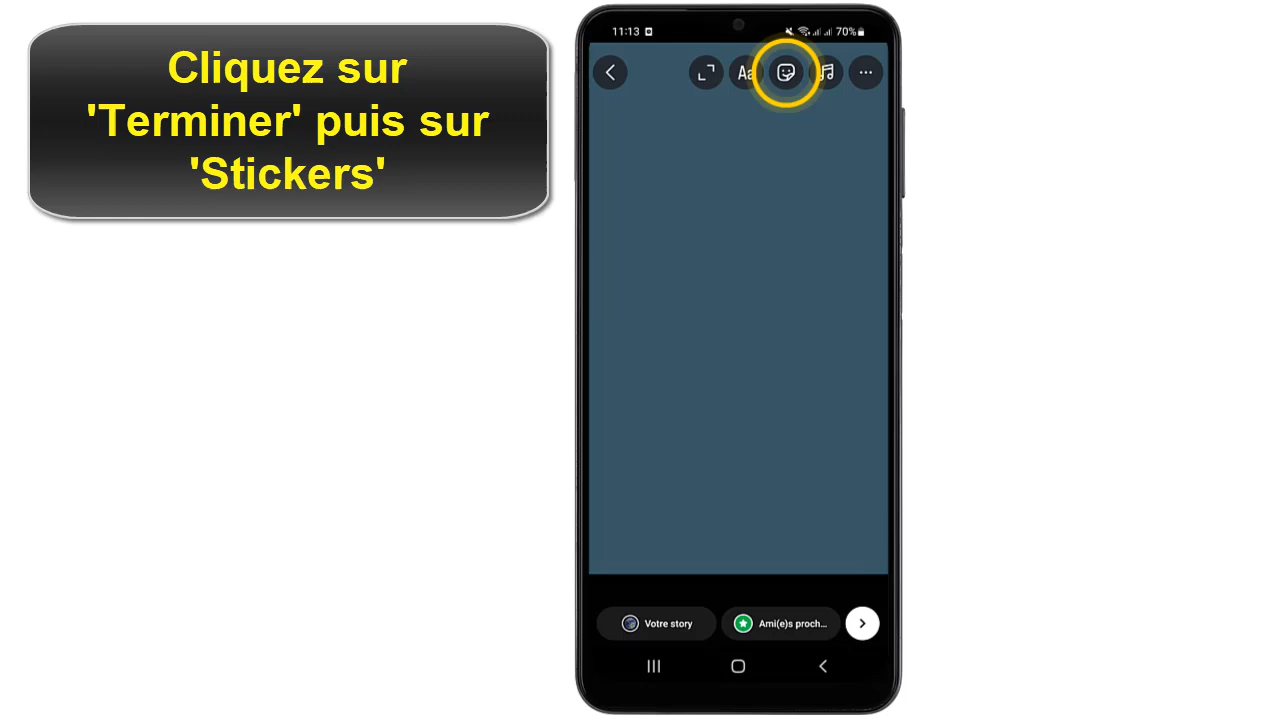 Cliquez sur
'Terminer' puis sur
'Stickers'
11:13 70%
Aa
Votre story Ami(e)s proch...